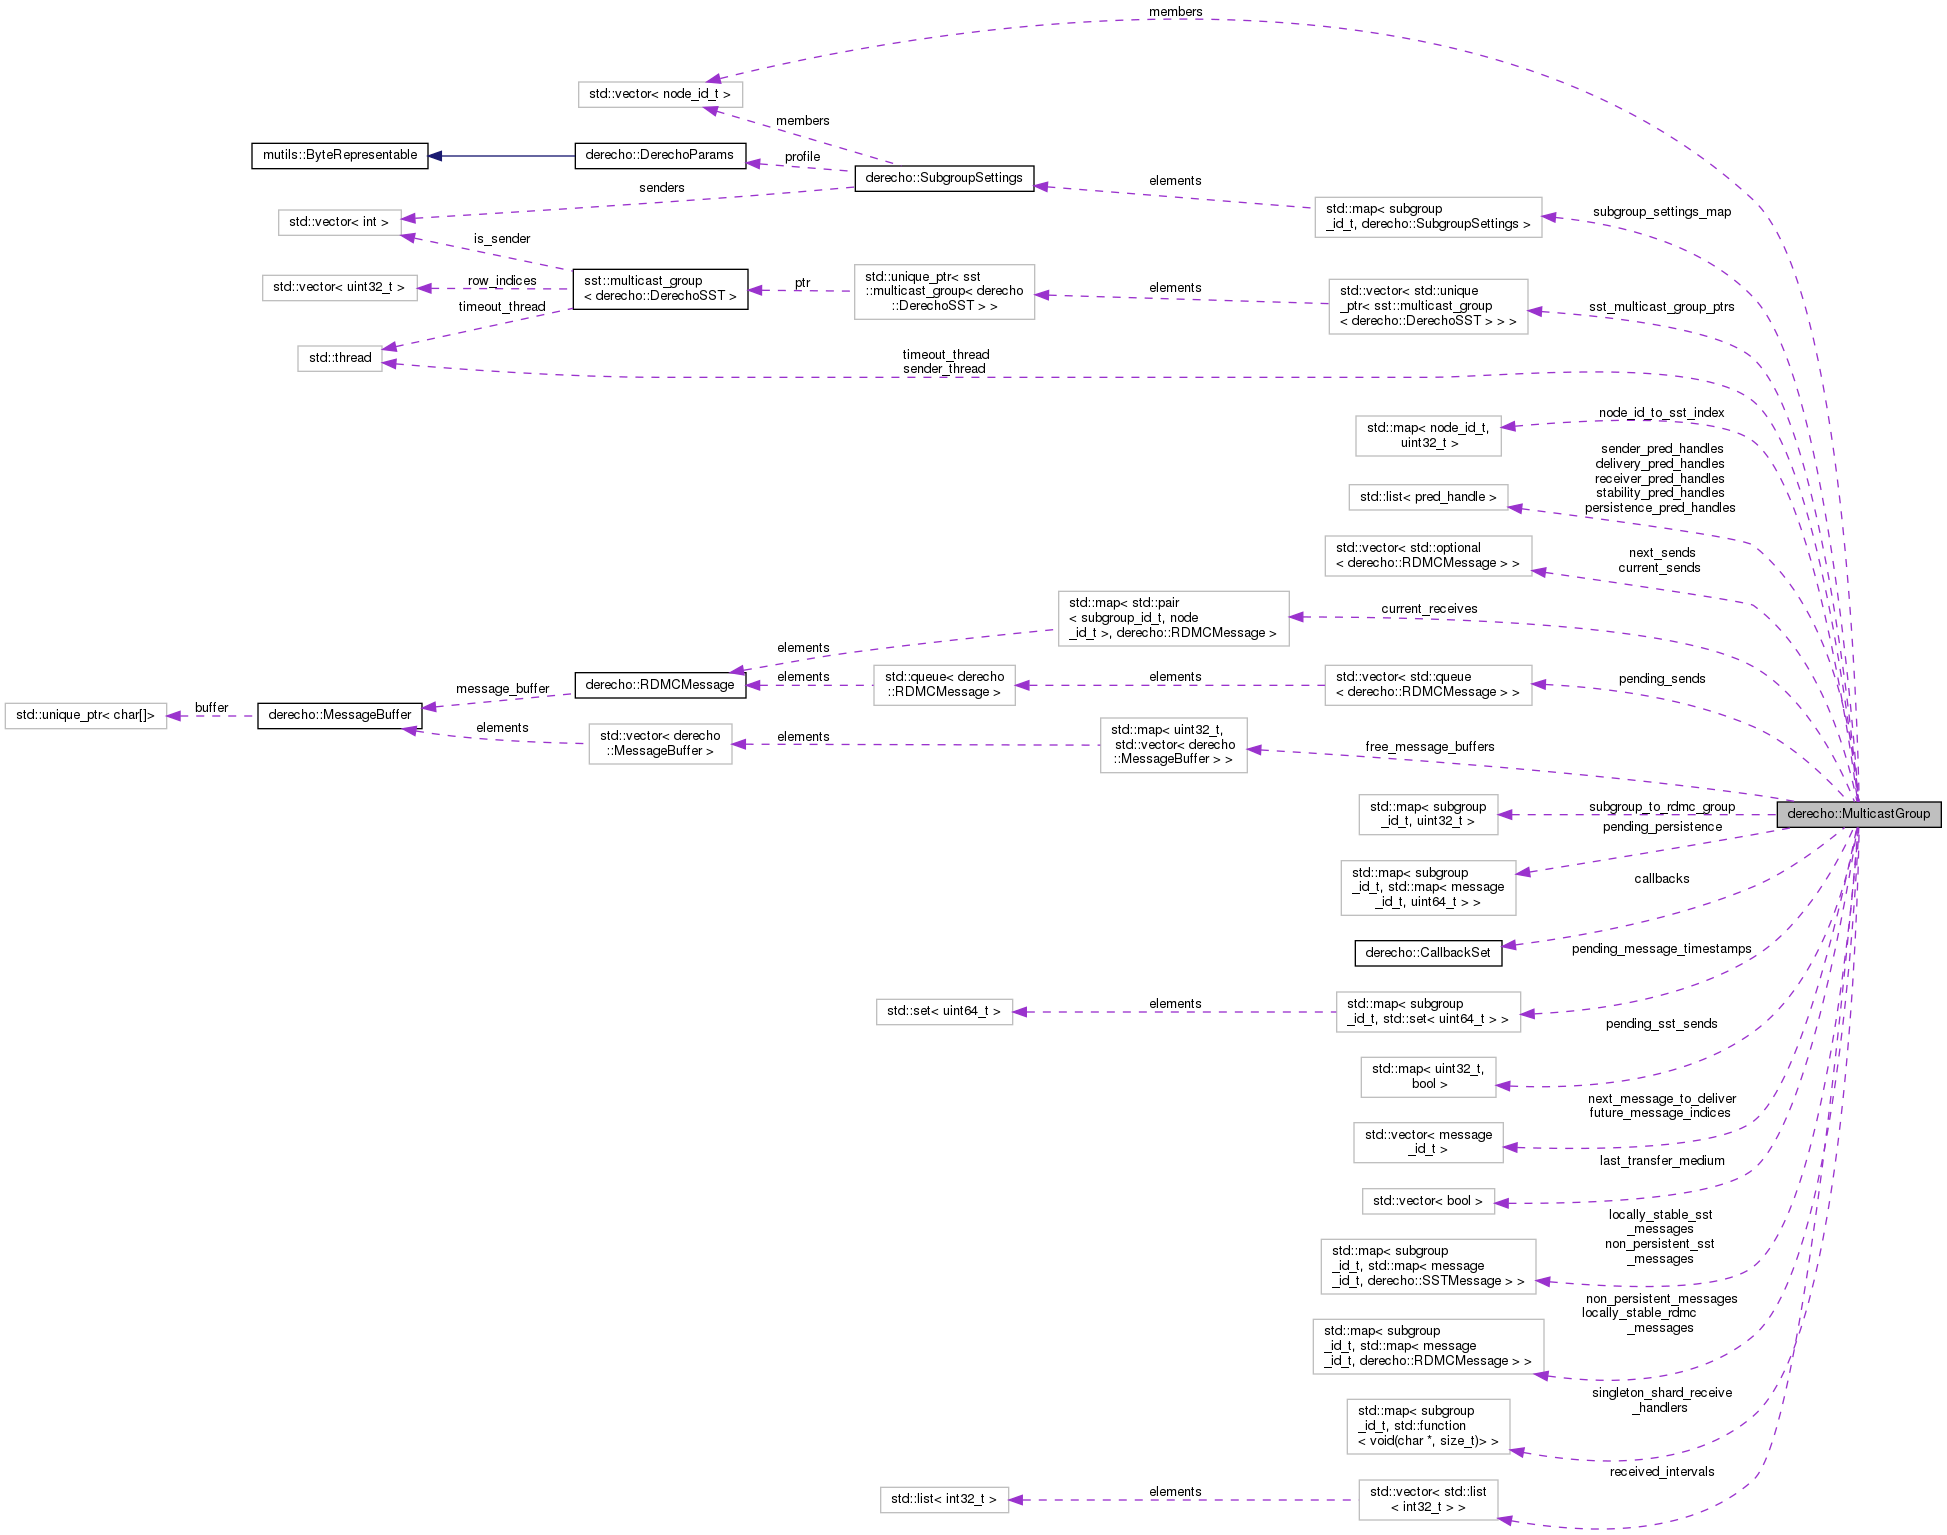 members
std::vector< node_id_t >
members
mutils::ByteRepresentable
derecho::DerechoParams
profile
derecho::SubgroupSettings
elements
senders
std::map< subgroup
_id_t, derecho::SubgroupSettings >
subgroup_settings_map
std::vector< int >
is_sender
std::vector< uint32_t >
row_indices
sst::multicast_group
< derecho::DerechoSST >
ptr
std::unique_ptr< sst
::multicast_group< derecho
::DerechoSST > >
elements
std::vector< std::unique
_ptr< sst::multicast_group
< derecho::DerechoSST > > >
sst_multicast_group_ptrs
timeout_thread
std::thread
timeout_thread
sender_thread
std::map< node_id_t,
uint32_t >
node_id_to_sst_index
sender_pred_handles
delivery_pred_handles
receiver_pred_handles
stability_pred_handles
persistence_pred_handles
std::list< pred_handle >
std::vector< std::optional
< derecho::RDMCMessage > >
next_sends
current_sends
std::map< std::pair
< subgroup_id_t, node
_id_t >, derecho::RDMCMessage >
current_receives
elements
derecho::RDMCMessage
elements
std::queue< derecho
::RDMCMessage >
elements
std::vector< std::queue
< derecho::RDMCMessage > >
pending_sends
message_buffer
std::unique_ptr< char[]>
buffer
derecho::MessageBuffer
elements
std::vector< derecho
::MessageBuffer >
elements
std::map< uint32_t,
std::vector< derecho
::MessageBuffer > >
free_message_buffers
std::map< subgroup
_id_t, uint32_t >
subgroup_to_rdmc_group
derecho::MulticastGroup
pending_persistence
std::map< subgroup
_id_t, std::map< message
_id_t, uint64_t > >
callbacks
derecho::CallbackSet
pending_message_timestamps
std::set< uint64_t >
elements
std::map< subgroup
_id_t, std::set< uint64_t > >
pending_sst_sends
std::map< uint32_t,
bool >
next_message_to_deliver
future_message_indices
std::vector< message
_id_t >
last_transfer_medium
std::vector< bool >
locally_stable_sst
_messages
non_persistent_sst
_messages
std::map< subgroup
_id_t, std::map< message
_id_t, derecho::SSTMessage > >
non_persistent_messages
locally_stable_rdmc
_messages
std::map< subgroup
_id_t, std::map< message
_id_t, derecho::RDMCMessage > >
singleton_shard_receive
_handlers
std::map< subgroup
_id_t, std::function
< void(char *, size_t)> >
received_intervals
std::list< int32_t >
elements
std::vector< std::list
< int32_t > >